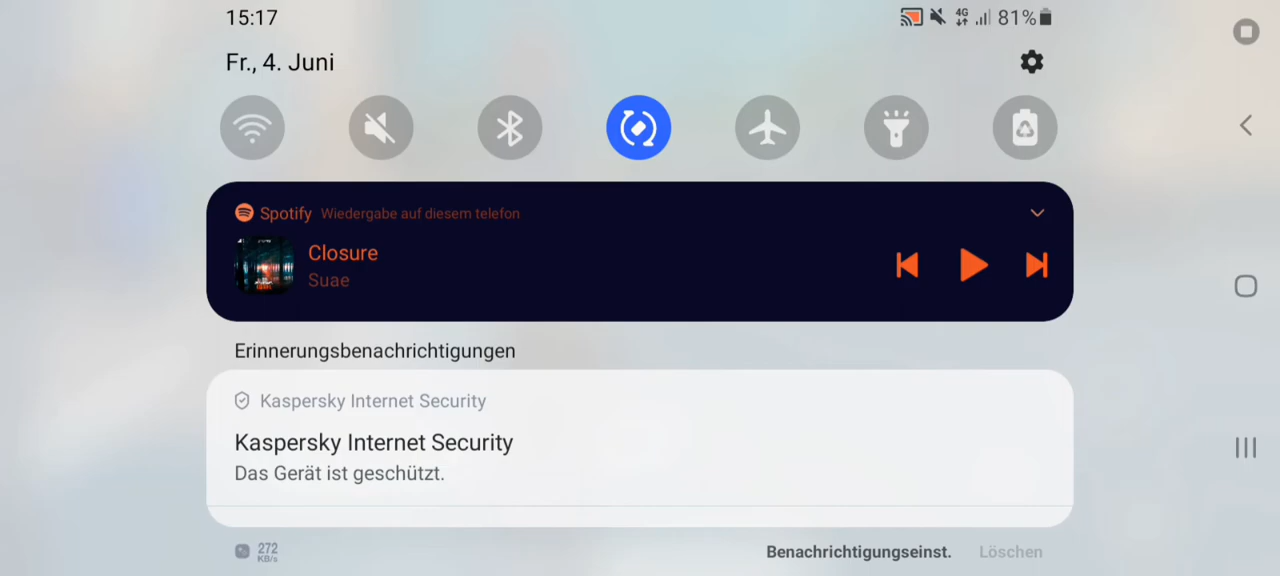 15:17
4G 81%
Fr., 4. Juni
Spotify Wiedergabe auf diesem telefon
Closure
Suae
Erinnerungsbenachrichtigungen
Kaspersky Internet Security
Kaspersky Internet Security
Das Gerät ist geschützt.
272
KB/s
Benachrichtigungseinst. Löschen